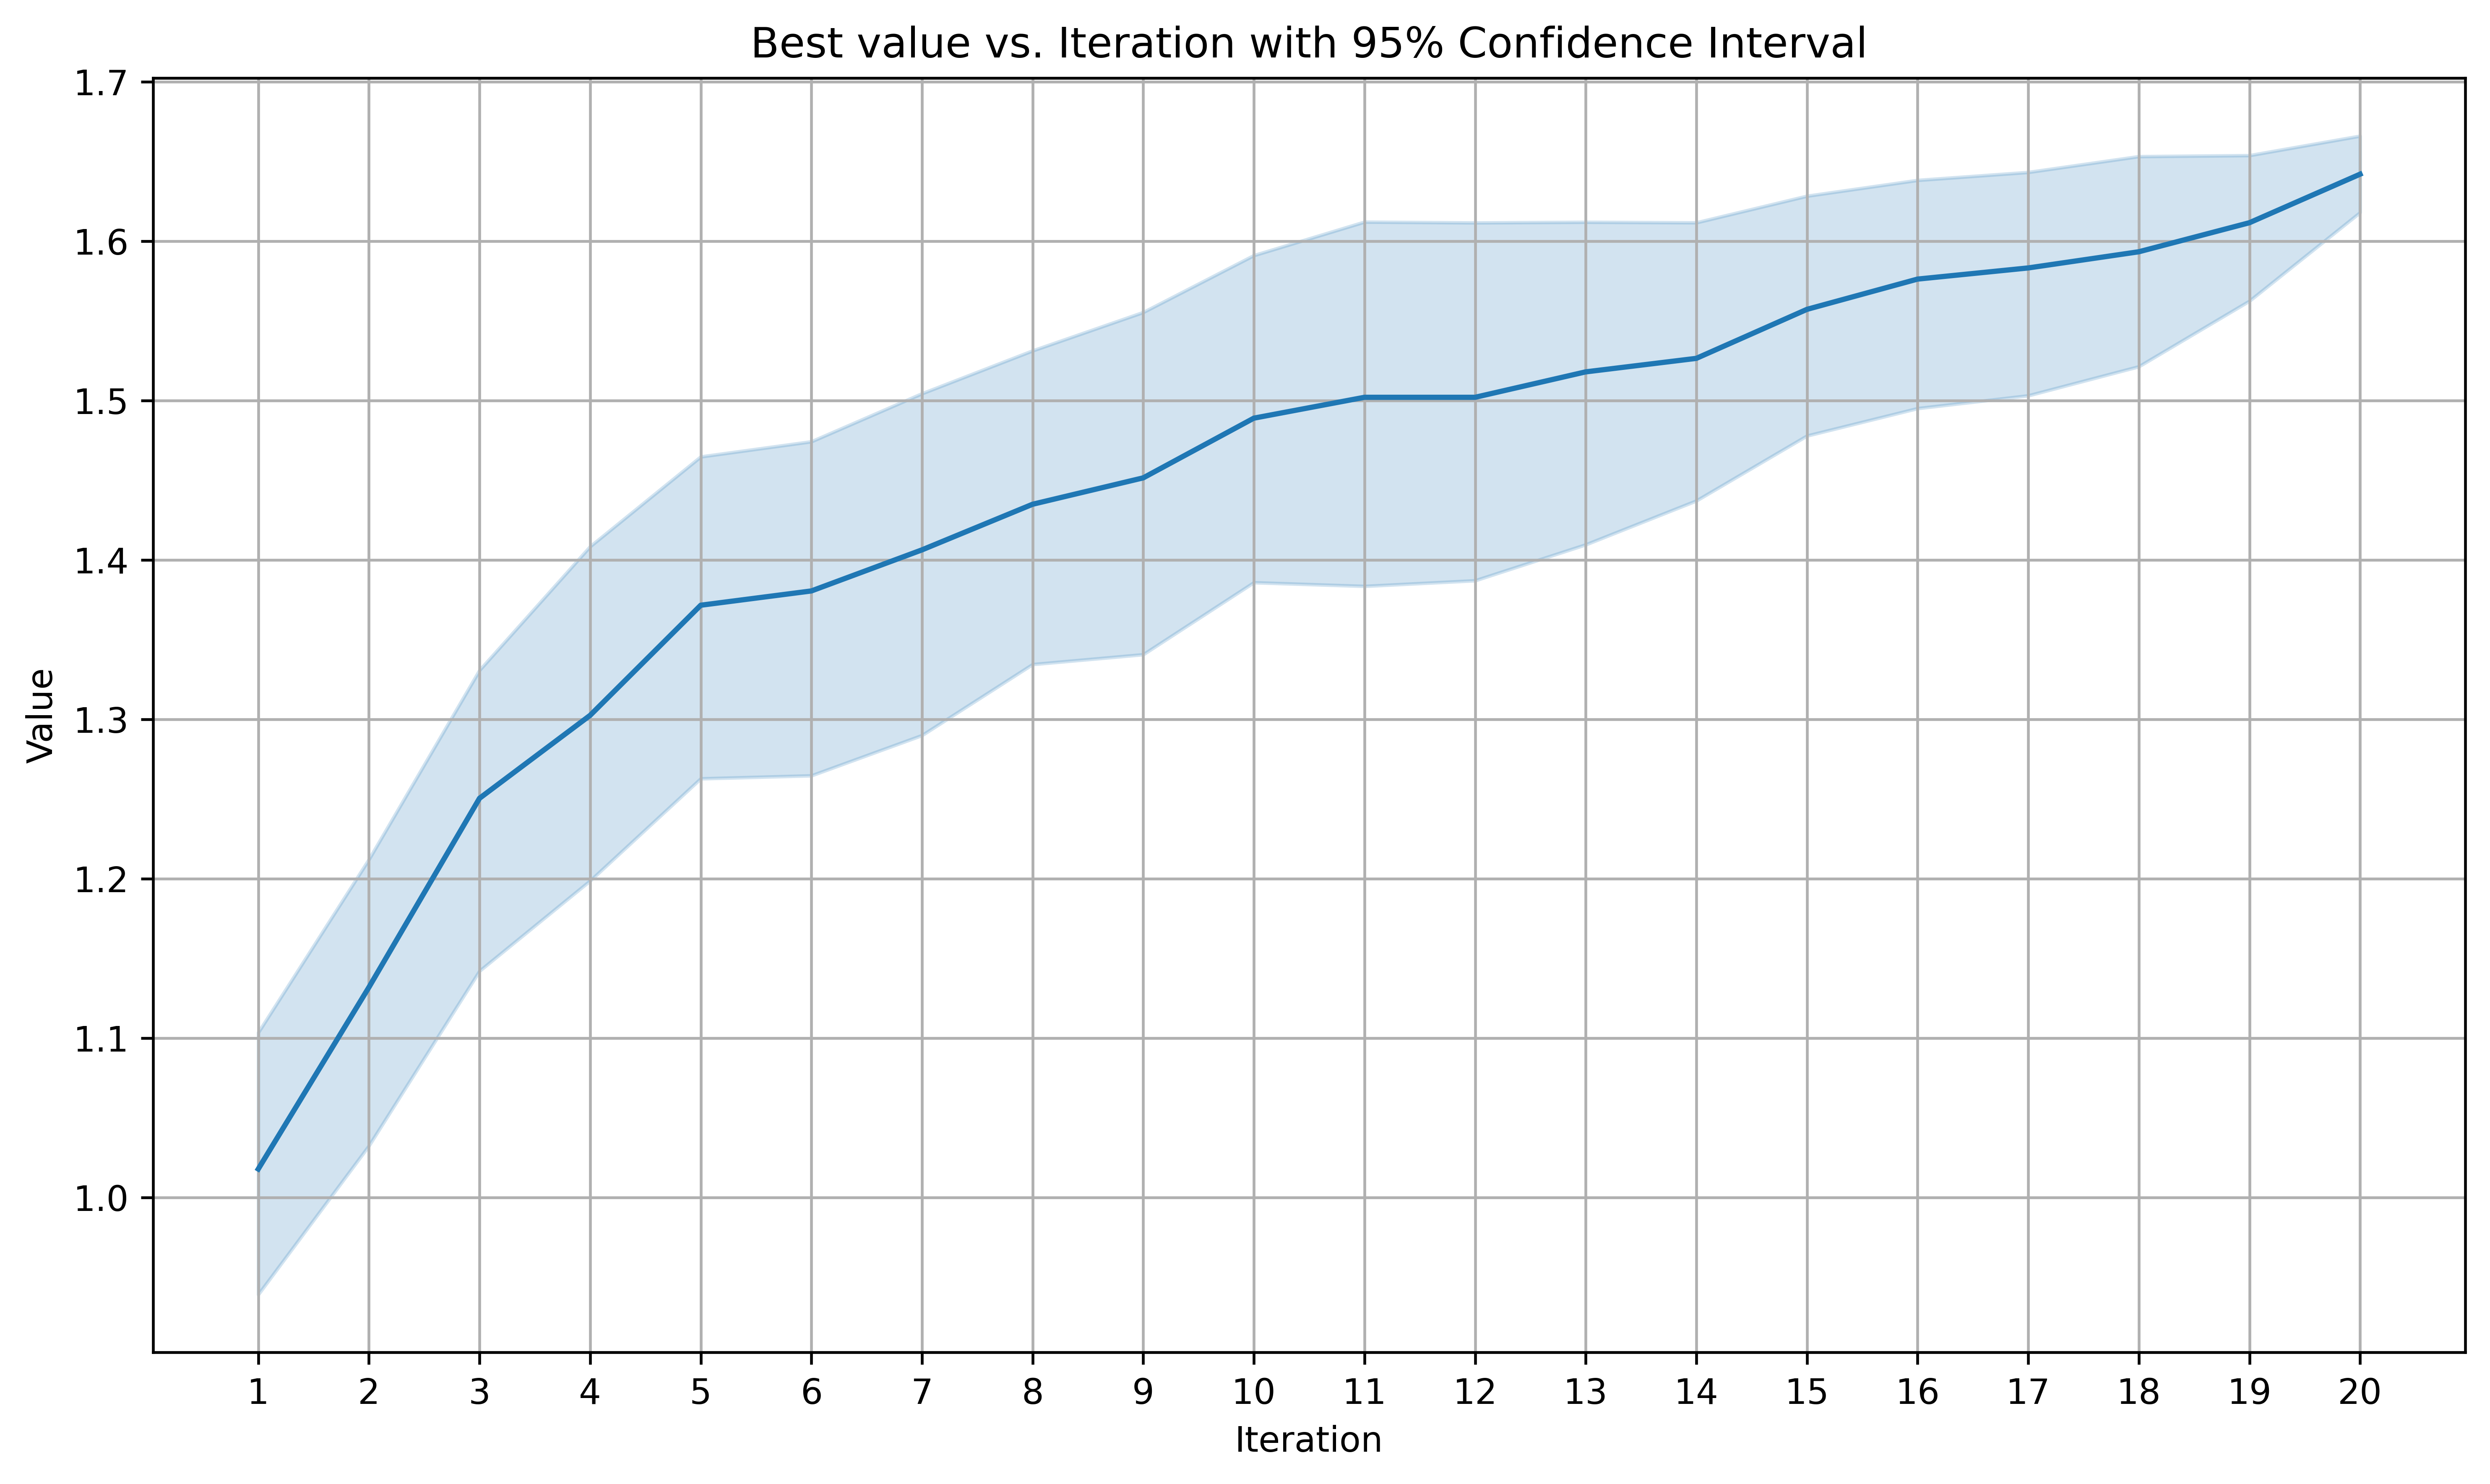 Best value vs. Iteration with 95% Confidence Interval
1.7
1.6
1.5
1.4
1.3
1.2
1.1
1.0
Value
1 2 3 4 5 6 7 8 9 10 11 12 13 14 15 16 17 18 19 20
Iteration